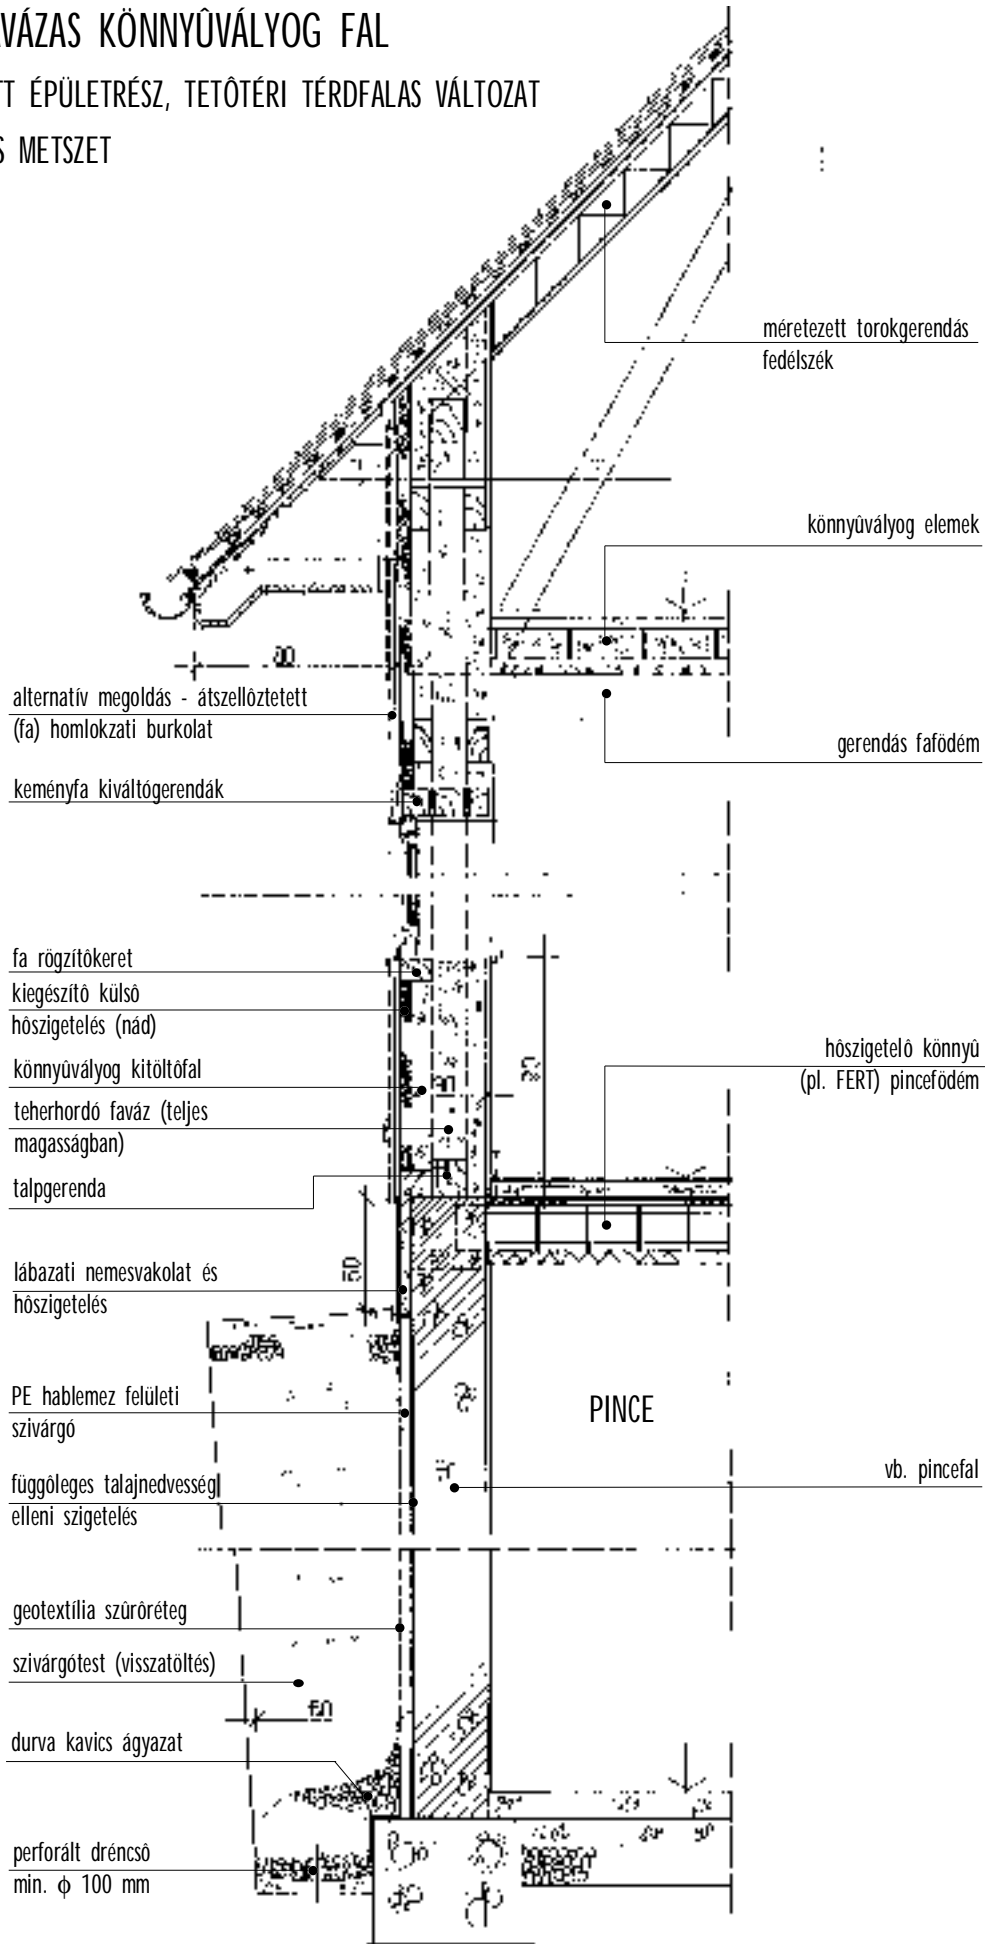 VÁZAS KÖNNYÛVÁLYOG FAL
TT ÉPÜLETRÉSZ, TETÔTÉRI TÉRDFALAS VÁLTOZAT
S METSZET
méretezett torokgerendás
fedélszék
könnyûvályog elemek
80
alternatív megoldás - átszellôztetett
(fa) homlokzati burkolat
gerendás fafödém
keményfa kiváltógerendák
fa rögzítôkeret
kiegészítô külsô
hôszigetelés (nád)
könnyûvályog kitöltôfal
teherhordó faváz (teljes
magasságban)
talpgerenda
hôszigetelô könnyû
(pl. FERT) pincefödém
50
lábazati nemesvakolat és
hôszigetelés
PE hablemez felületi
szivárgó
PINCE
függôleges talajnedvesség
elleni szigetelés
vb. pincefal
geotextília szûrôréteg
szivárgótest (visszatöltés)
durva kavics ágyazat
perforált dréncsô
min. ϕ 100 mm